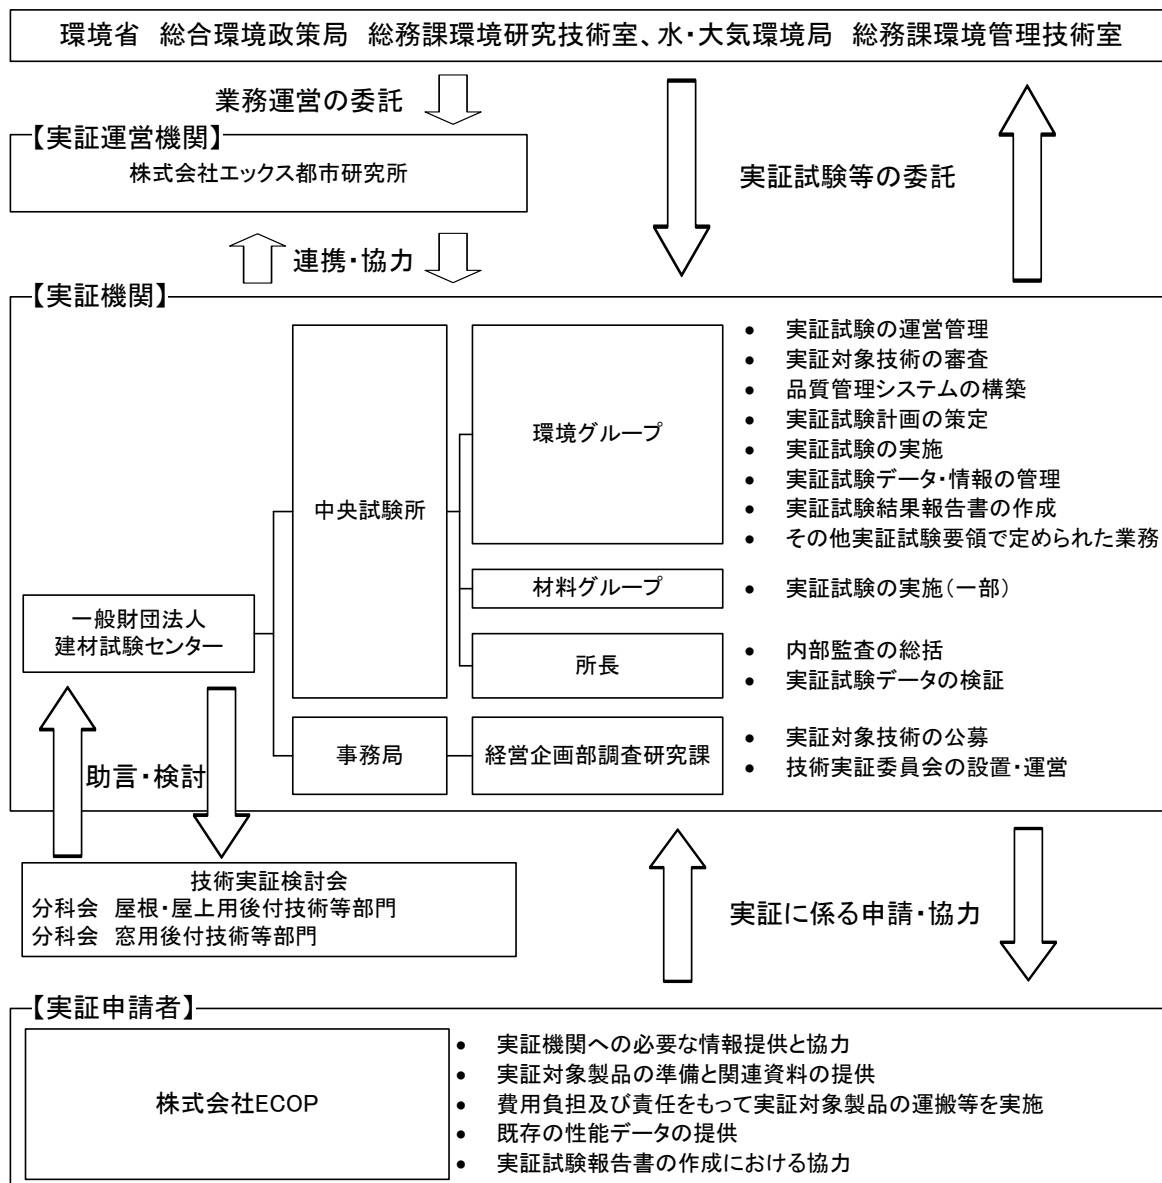 環境省　総合環境政策局　総務課環境研究技術室、水・大気環境局　総務課環境管理技術室
業務運営の委託
【実証運営機関】
株式会社エックス都市研究所
実証試験等の委託
連携・協力
【実証機関】
一般財団法人
建材試験センター
中央試験所
環境グループ
• 実証試験の運営管理
• 実証対象技術の審査
• 品質管理システムの構築
• 実証試験計画の策定
• 実証試験の実施
• 実証試験データ・情報の管理
• 実証試験結果報告書の作成
• その他実証試験要領で定められた業務
材料グループ
• 実証試験の実施（一部）
所長
• 内部監査の総括
• 実証試験データの検証
事務局
経営企画部調査研究課
• 実証対象技術の公募
• 技術実証委員会の設置・運営
助言・検討
技術実証検討会
分科会　屋根・屋上用後付技術等部門
分科会　窓用後付技術等部門
実証に係る申請・協力
【実証申請者】
株式会社ECOP
• 実証機関への必要な情報提供と協力
• 実証対象製品の準備と関連資料の提供
• 費用負担及び責任をもって実証対象製品の運搬等を実施
• 既存の性能データの提供
• 実証試験報告書の作成における協力